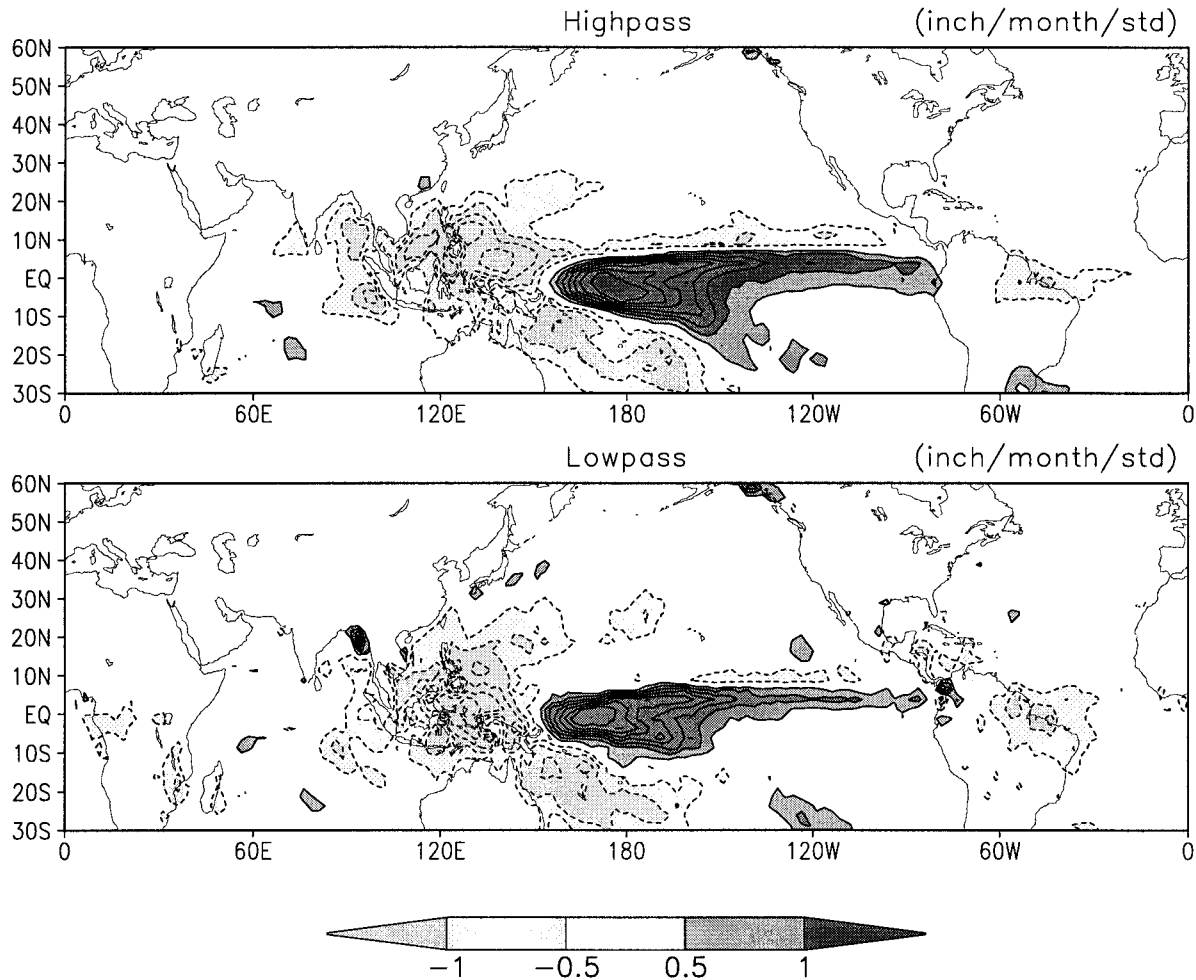 Highpass (inch/month/std)
60N
50N
40N
30N
20N
10N
EQ
10S
20S
30S
0 60E 120E 180 120W 60W 0
Lowpass (inch/month/std)
60N
50N
40N
30N
20N
10N
EQ
10S
20S
30S
0 60E 120E 180 120W 60W 0
−1 −0.5 0.5 1